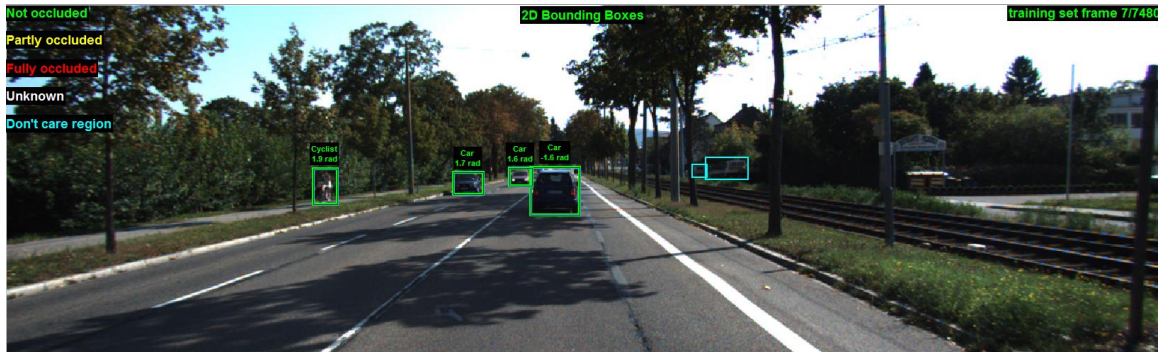 Not occluded
2D Bounding Boxes
training set frame 7/7480
Partly occluded
Fully occluded
Unknown
Don't care region
Cyclist
1.9 rad
Car
1.7 rad
Car
1.6 rad
Car
-1.6 rad